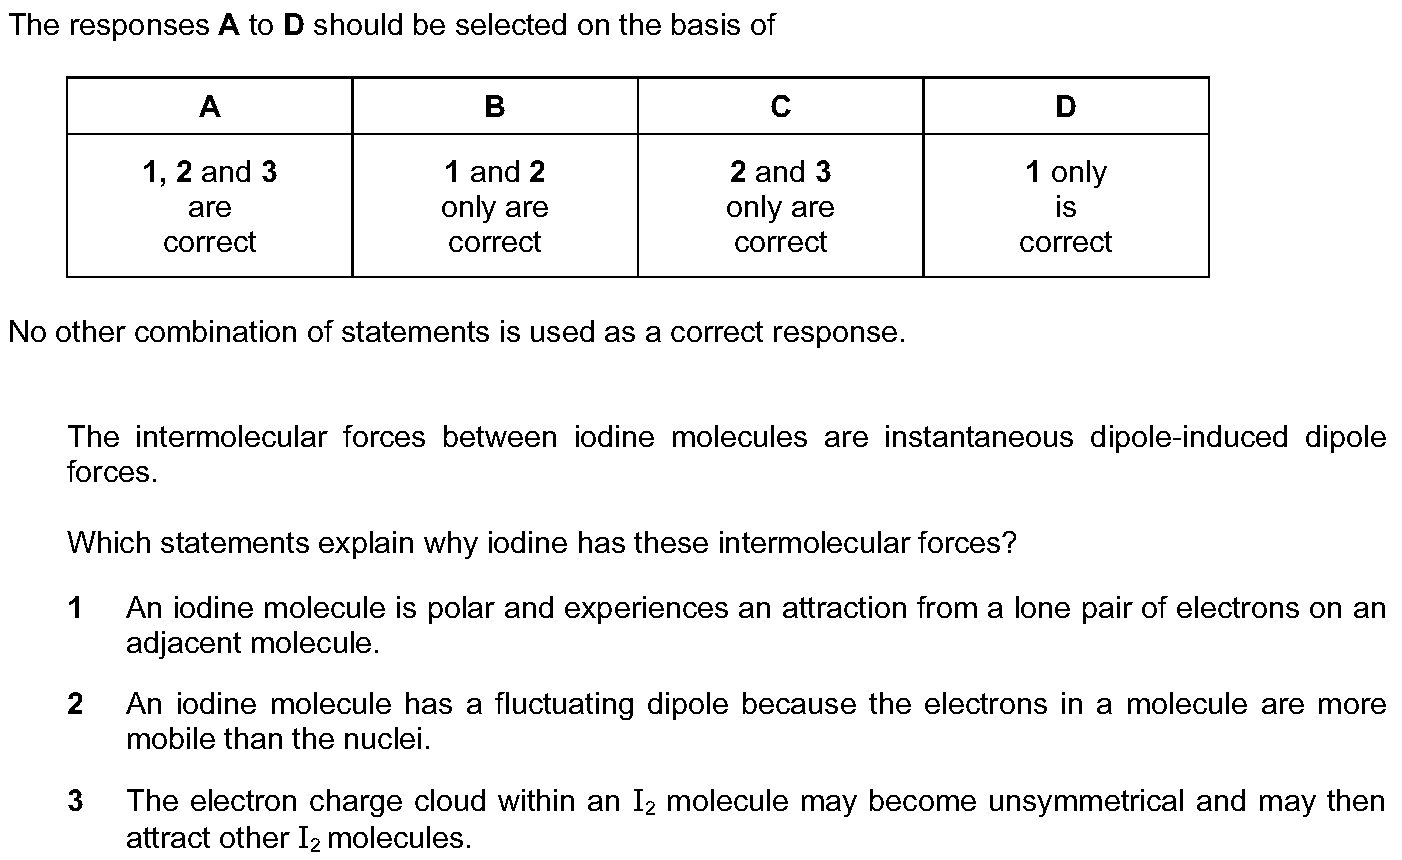 The responses A to D should be selected on the basis of
A B C D
1, 2 and 3 1 and 2 2 and 3 1 only
are only are only are is
correct correct correct correct
No other combination of statements is used as a correct response.
The intermolecular forces between iodine molecules are instantaneous dipole-induced dipole
forces.
Which statements explain why iodine has these intermolecular forces?
1 An iodine molecule is polar and experiences an attraction from a lone pair of electrons on an
adjacent molecule.
2 An iodine molecule has a fluctuating dipole because the electrons in a molecule are more
mobile than the nuclei.
3 The electron charge cloud within an I₂ molecule may become unsymmetrical and may then
attract other I₂ molecules.